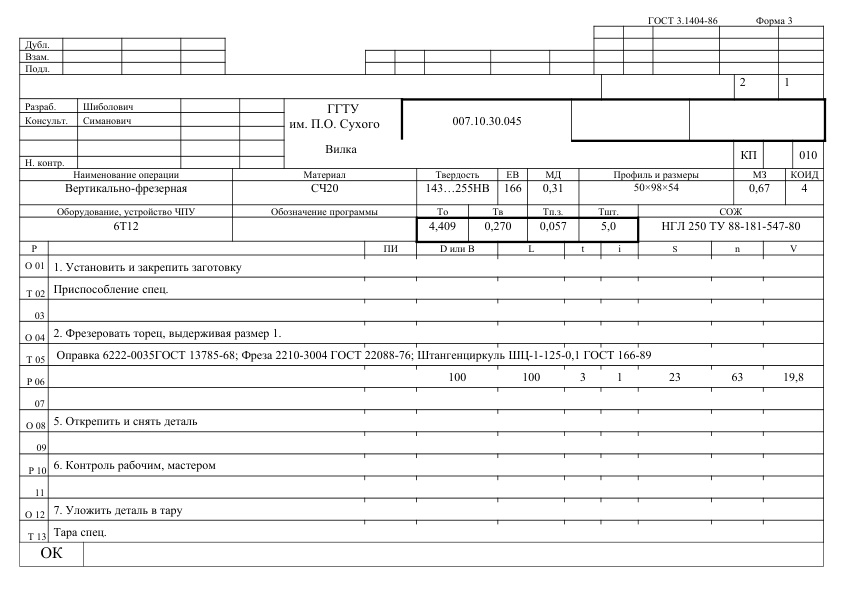 ГОСТ 3.1404-86 Форма 3
Дубл.
Взам.
Подл.
2 1
Разраб. Шиболович
Консульт. Симанович
Н. контр.
ГГТУ
им. П.О. Сухого
Вилка
007.10.30.045
КП 010
Наименование операции Материал Твердость ЕВ МД Профиль и размеры МЗ КОИД
Вертикально-фрезерная СЧ20 143…255НВ 166 0,31 50×98×54 0,67 4
Оборудование, устройство ЧПУ Обозначение программы То Тв Тп.з. Тшт. СОЖ
6Т12 4,409 0,270 0,057 5,0 НГЛ 250 ТУ 88-181-547-80
Р ПИ D или В L t i S n V
О 01 1. Установить и закрепить заготовку
Т 02 Приспособление спец.
03
О 04 2. Фрезеровать торец, выдерживая размер 1.
Т 05 Оправка 6222-0035ГОСТ 13785-68; Фреза 2210-3004 ГОСТ 22088-76; Штангенциркуль ШЦ-1-125-0,1 ГОСТ 166-89
Р 06 100 100 3 1 23 63 19,8
07
О 08 5. Открепить и снять деталь
09
Р 10 6. Контроль рабочим, мастером
11
О 12 7. Уложить деталь в тару
Т 13 Тара спец.
ОК